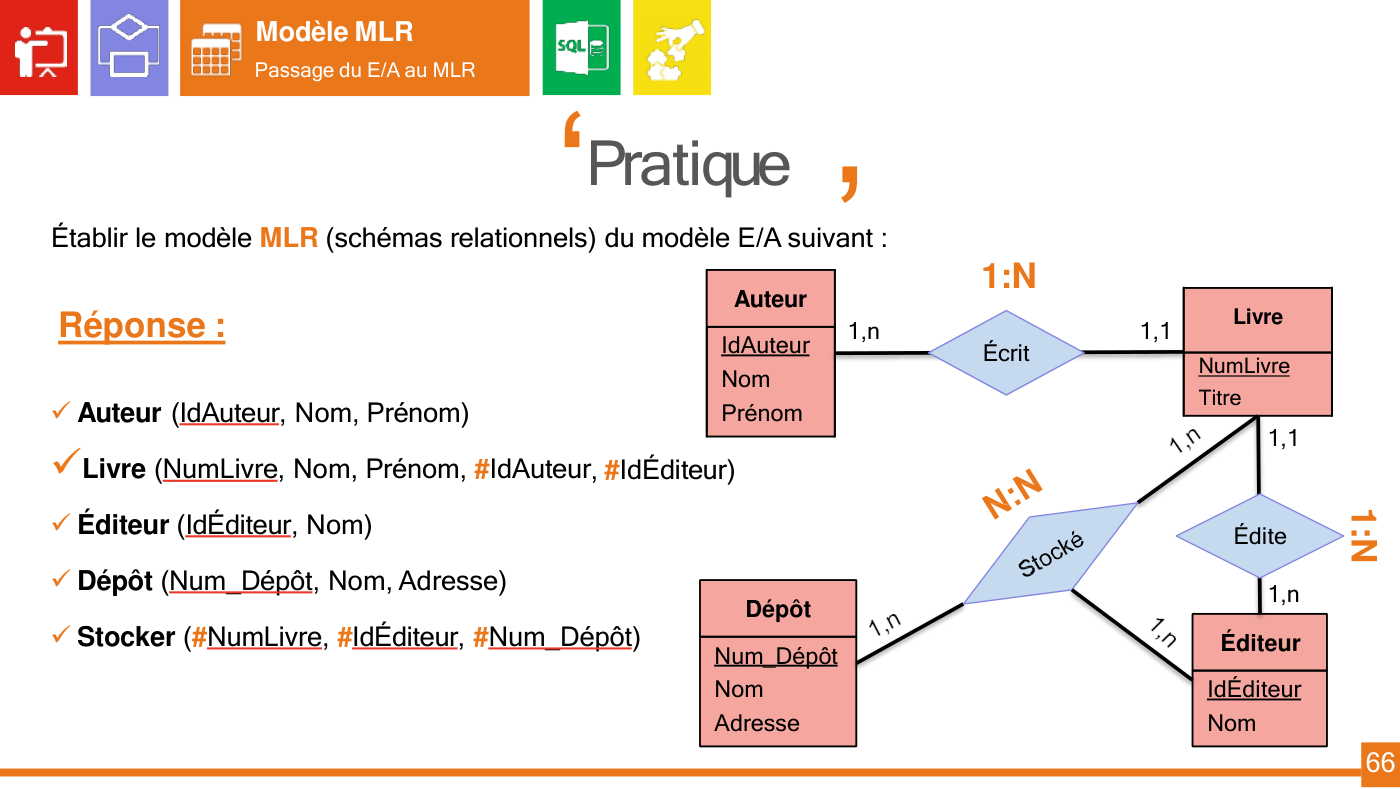 Modèle MLR
Passage du E/A au MLR
SQL
‘Pratique ,
Établir le modèle MLR (schémas relationnels) du modèle E/A suivant :
Réponse :
✓ Auteur (IdAuteur, Nom, Prénom)
✓ Livre (NumLivre, Nom, Prénom, #IdAuteur, #IdÉditeur)
✓ Éditeur (IdÉditeur, Nom)
✓ Dépôt (Num_Dépôt, Nom, Adresse)
✓ Stocker (#NumLivre, #IdÉditeur, #Num_Dépôt)
1:N
Auteur
IdAuteur
Nom
Prénom
1,n
Écrit
1,1
Livre
NumLivre
Titre
1,n
1,1
N:N
Stocké
Édite
1:N
Dépôt
Num_Dépôt
Nom
Adresse
1,n
1,n
1,n
Éditeur
IdÉditeur
Nom
66